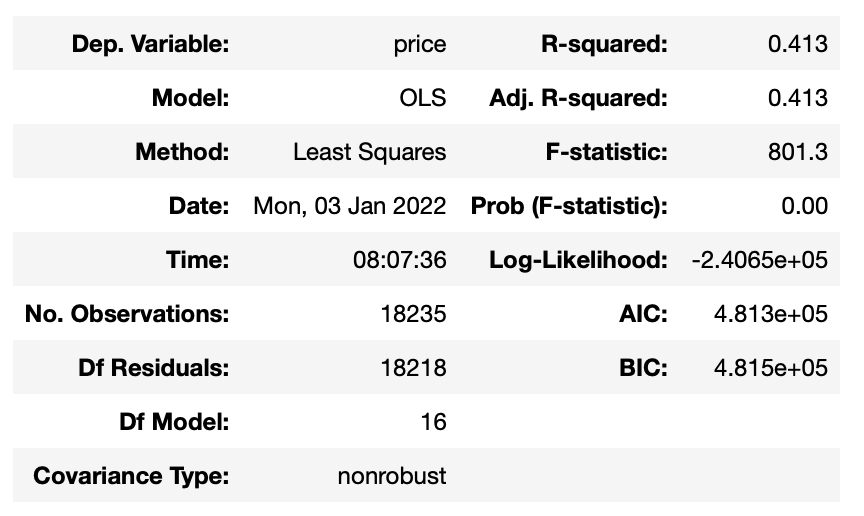 Dep. Variable: price R-squared: 0.413
Model: OLS Adj. R-squared: 0.413
Method: Least Squares F-statistic: 801.3
Date: Mon, 03 Jan 2022 Prob (F-statistic): 0.00
Time: 08:07:36 Log-Likelihood: -2.4065e+05
No. Observations: 18235 AIC: 4.813e+05
Df Residuals: 18218 BIC: 4.815e+05
Df Model: 16
Covariance Type: nonrobust